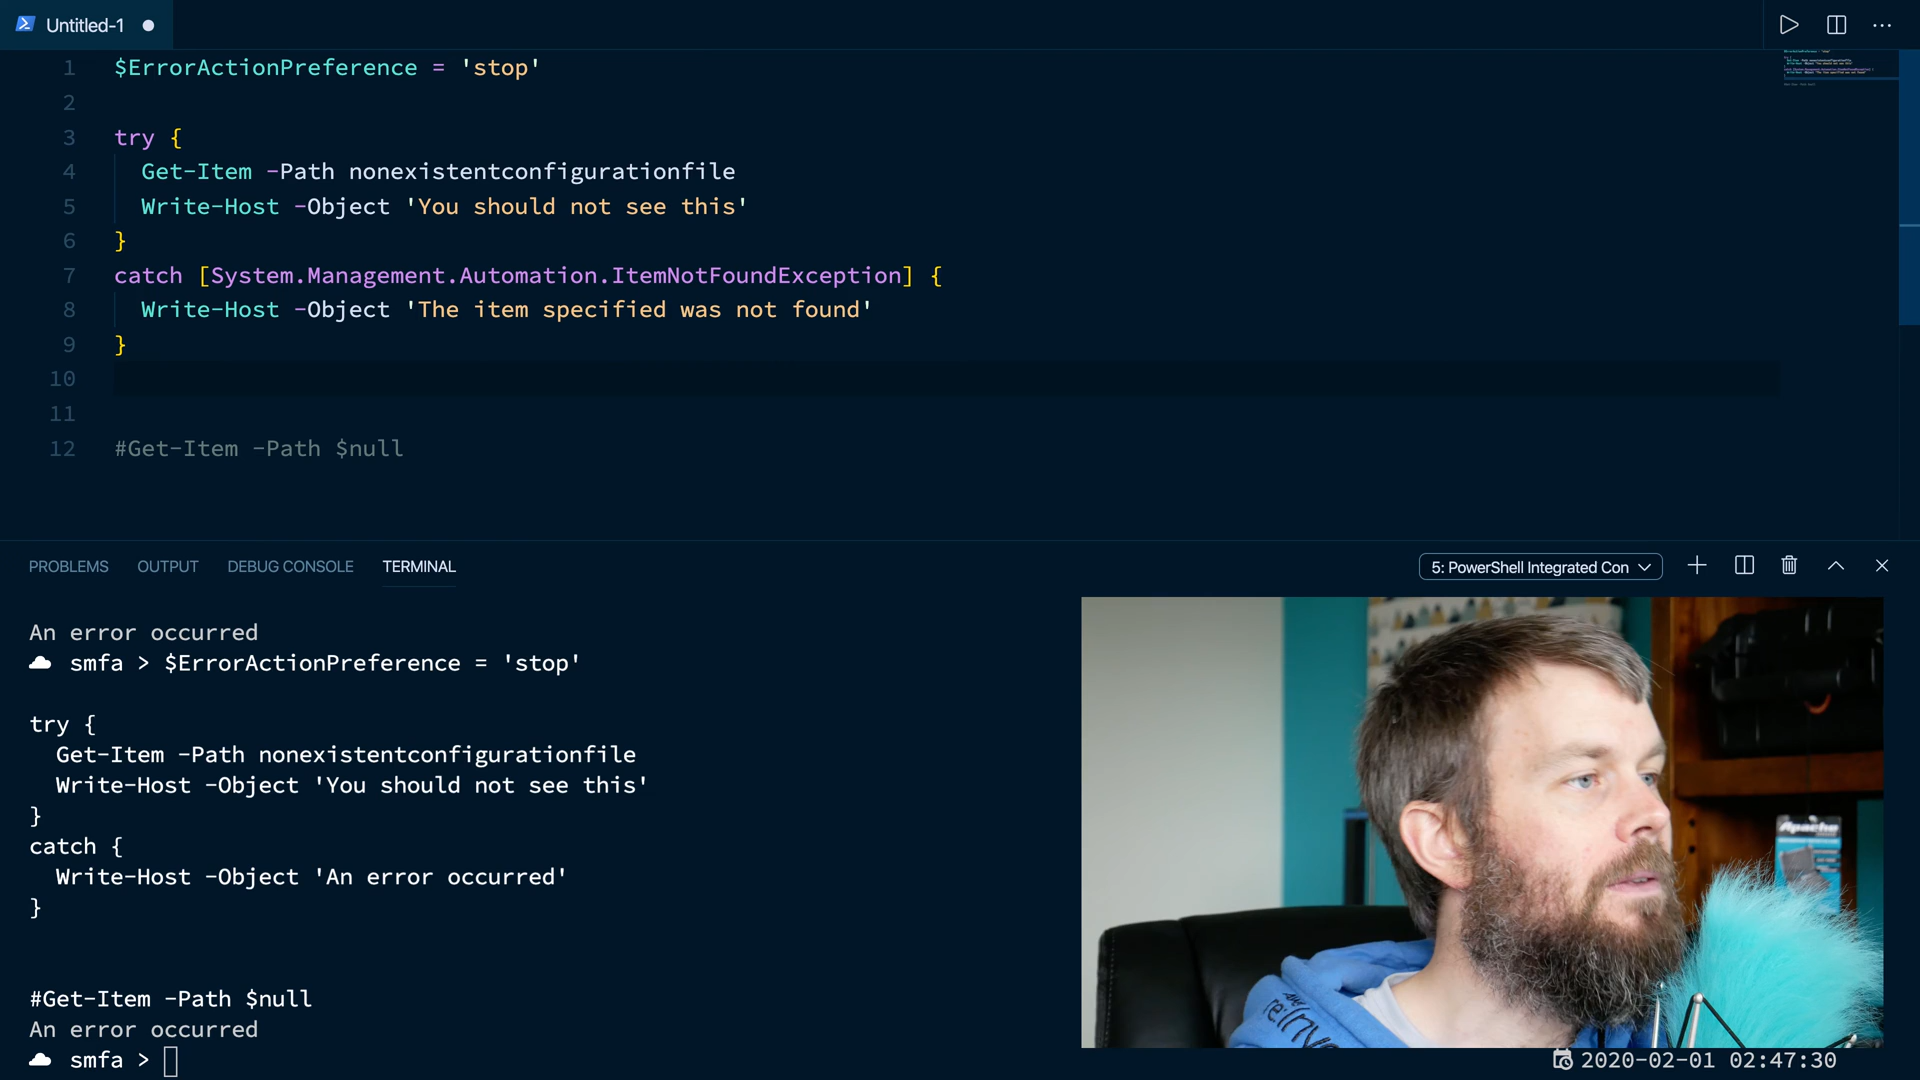 Untitled-1
1 $ErrorActionPreference = 'stop'
2
3 try {
4 Get-Item -Path nonexistentconfigurationfile
5 Write-Host -Object 'You should not see this'
6 }
7 catch [System.Management.Automation.ItemNotFoundException] {
8 Write-Host -Object 'The item specified was not found'
9 }
10
11
12 #Get-Item -Path $null
PROBLEMS OUTPUT DEBUG CONSOLE TERMINAL 5: PowerShell Integrated Con
An error occurred
smfa > $ErrorActionPreference = 'stop'
try {
Get-Item -Path nonexistentconfigurationfile
Write-Host -Object 'You should not see this'
}
catch {
Write-Host -Object 'An error occurred'
}
#Get-Item -Path $null
An error occurred
smfa >
Apache
aws
re:Inv
2020-02-01 02:47:30